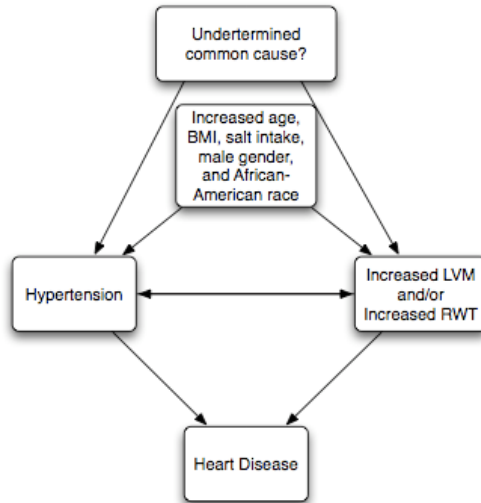 Undertermined
common cause?
Increased age,
BMI, salt intake,
male gender,
and African-
American race
Hypertension
Increased LVM
and/or
Increased RWT
Heart Disease